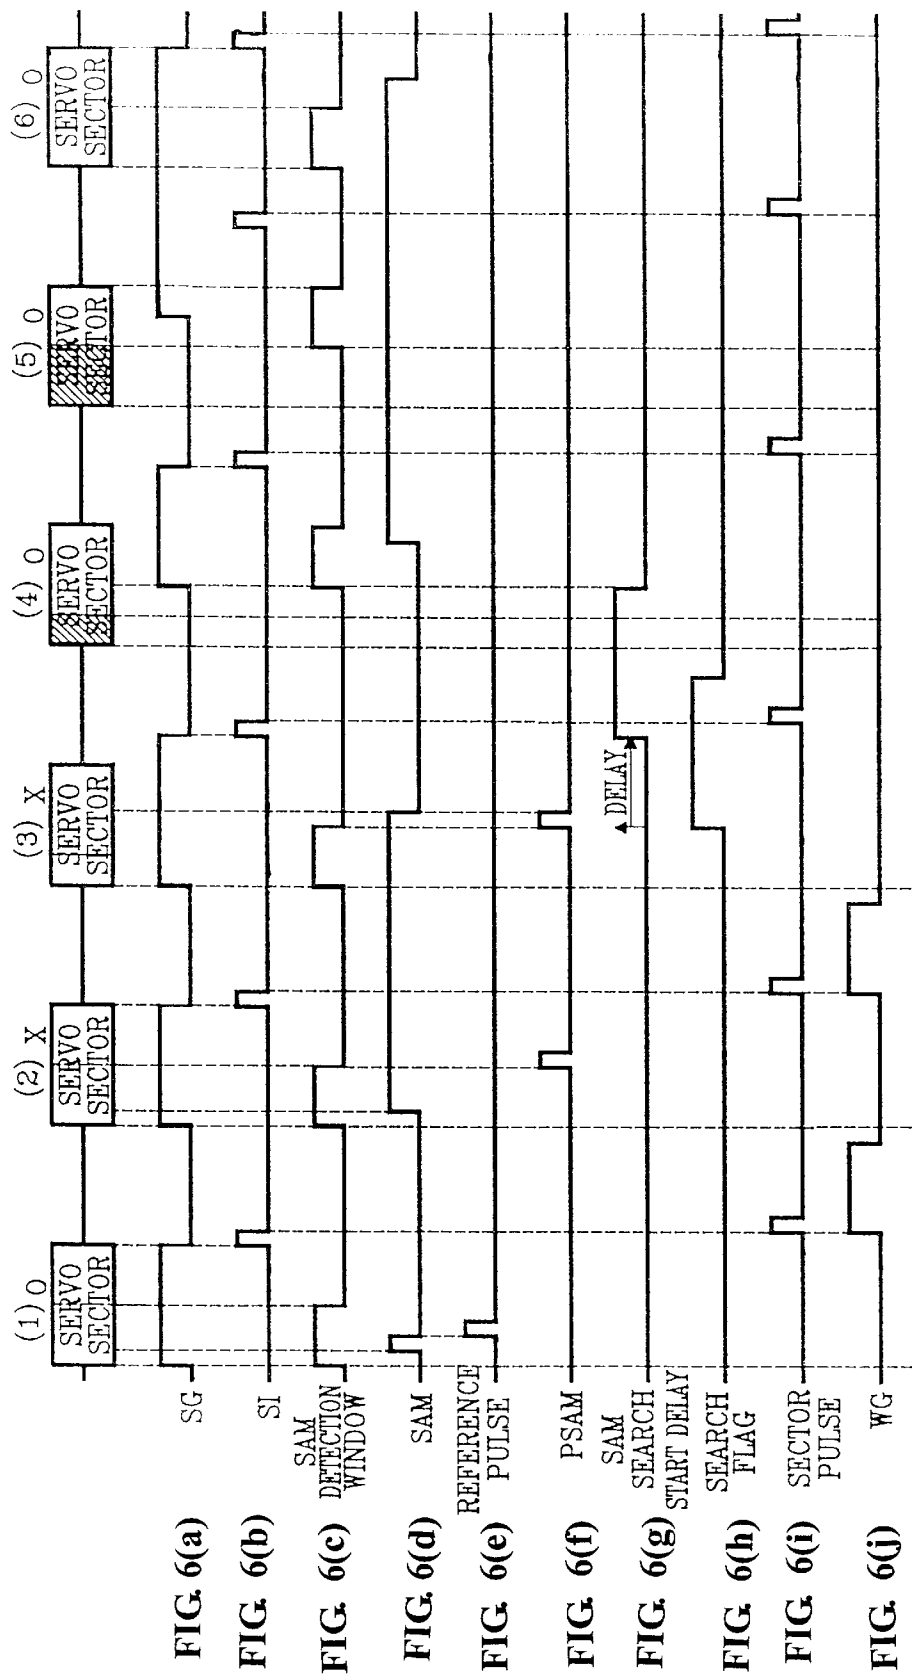 (1) O
SERVO
SECTOR
(2) X
SERVO
SECTOR
(3) X
SERVO
SECTOR
(4) O
SERVO
SECTOR
(5) O
SERVO
SECTOR
(6) O
SERVO
SECTOR
FIG. 6(a)
SG
FIG. 6(b)
SI
FIG. 6(c)
SAM
DETECTION
WINDOW
FIG. 6(d)
SAM
FIG. 6(e)
REFERENCE
PULSE
FIG. 6(f)
PSAM
FIG. 6(g)
SAM
SEARCH
START DELAY
DELAY
FIG. 6(h)
SEARCH
FLAG
FIG. 6(i)
SECTOR
PULSE
FIG. 6(j)
WG